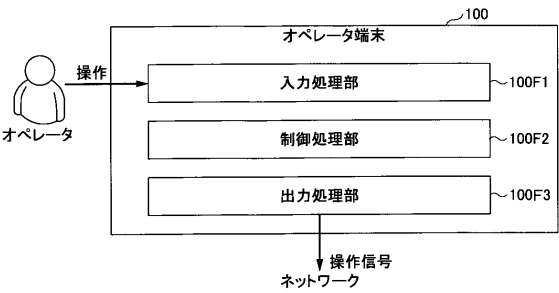 100
オペレータ端末
操作
入力処理部
100F1
オペレータ
制御処理部
100F2
出力処理部
100F3
操作信号
ネットワーク